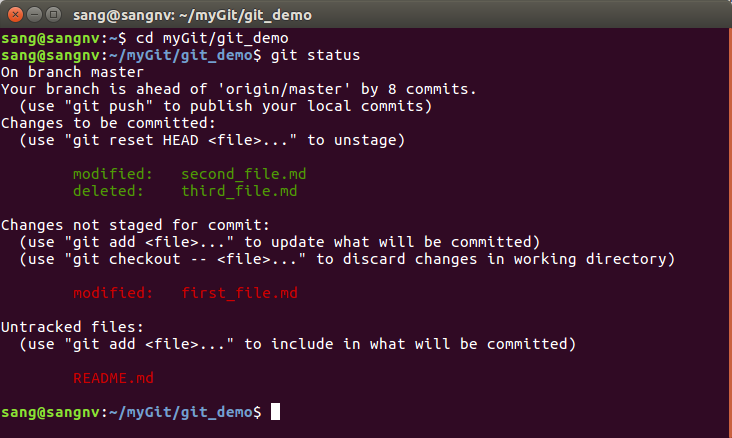 sang@sangnv: ~/myGit/git_demo
sang@sangnv:~$ cd myGit/git_demo
sang@sangnv:~/myGit/git_demo$ git status
On branch master
Your branch is ahead of 'origin/master' by 8 commits.
  (use "git push" to publish your local commits)
Changes to be committed:
  (use "git reset HEAD <file>..." to unstage)

        modified:   second_file.md
        deleted:    third_file.md

Changes not staged for commit:
  (use "git add <file>..." to update what will be committed)
  (use "git checkout -- <file>..." to discard changes in working directory)

        modified:   first_file.md

Untracked files:
  (use "git add <file>..." to include in what will be committed)

        README.md

sang@sangnv:~/myGit/git_demo$